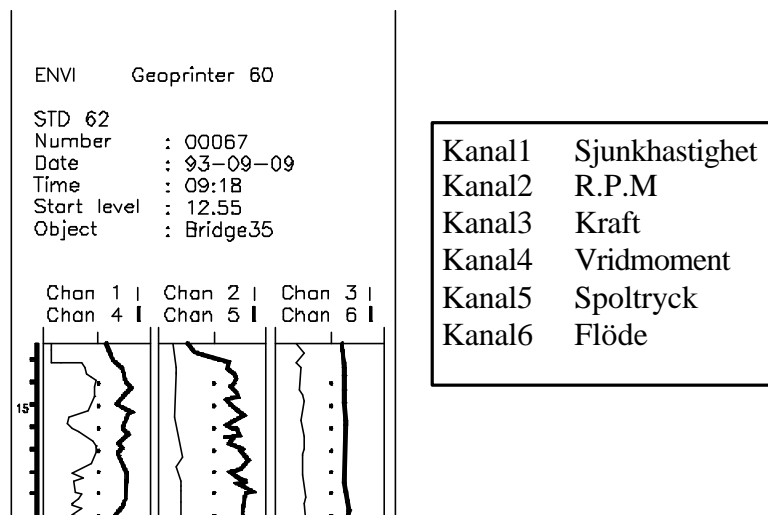 ENVI Geoprinter 60
STD 62
Number : 00067
Date : 93-09-09
Time : 09:18
Start level : 12.55
Object : Bridge35
Chan 1 | Chan 2 | Chan 3 |
Chan 4 | Chan 5 | Chan 6 |
15
Kanal1 Sjunkhastighet
Kanal2 R.P.M
Kanal3 Kraft
Kanal4 Vridmoment
Kanal5 Spoltryck
Kanal6 Flöde